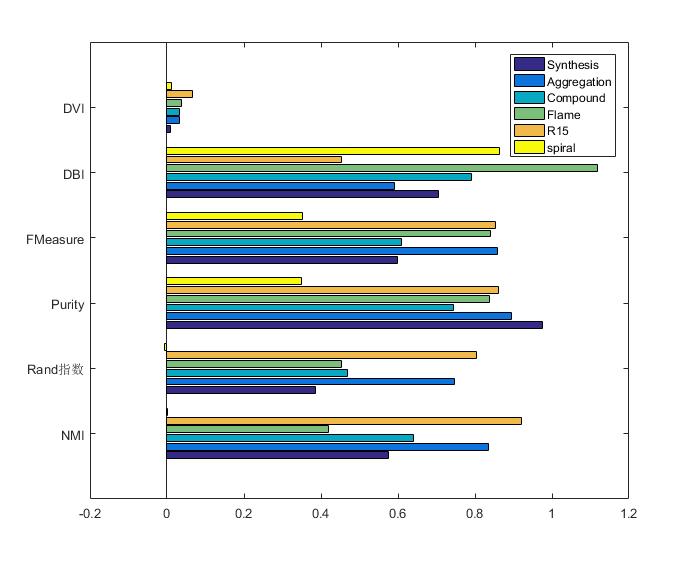 Synthesis
Aggregation
Compound
Flame
R15
spiral
DVI
DBI
FMeasure
Purity
Rand指数
NMI
-0.2 0 0.2 0.4 0.6 0.8 1 1.2